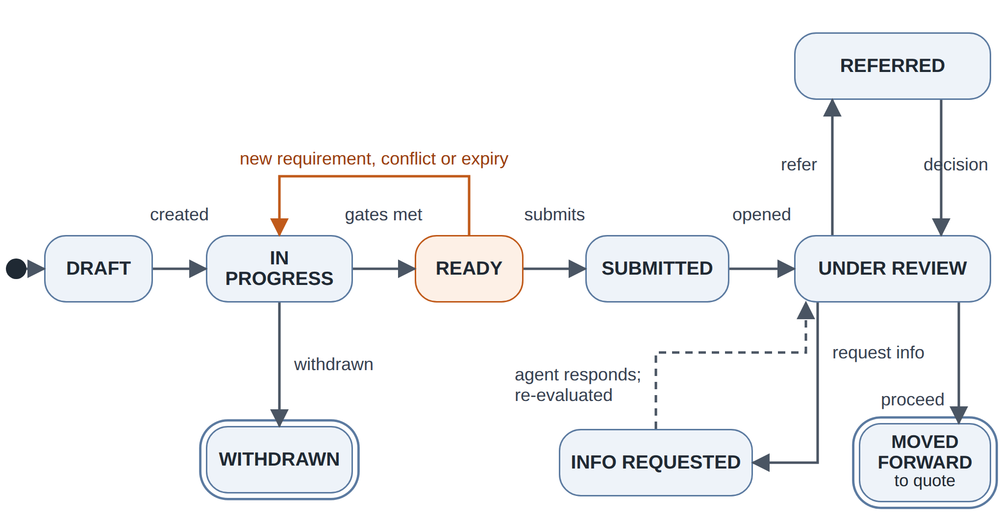 REFERRED
new requirement, conflict or expiry
refer
decision
created
gates met
submits
opened
DRAFT
IN
PROGRESS
READY
SUBMITTED
UNDER REVIEW
withdrawn
request info
agent responds;
re-evaluated
proceed
WITHDRAWN
INFO REQUESTED
MOVED
FORWARD
to quote